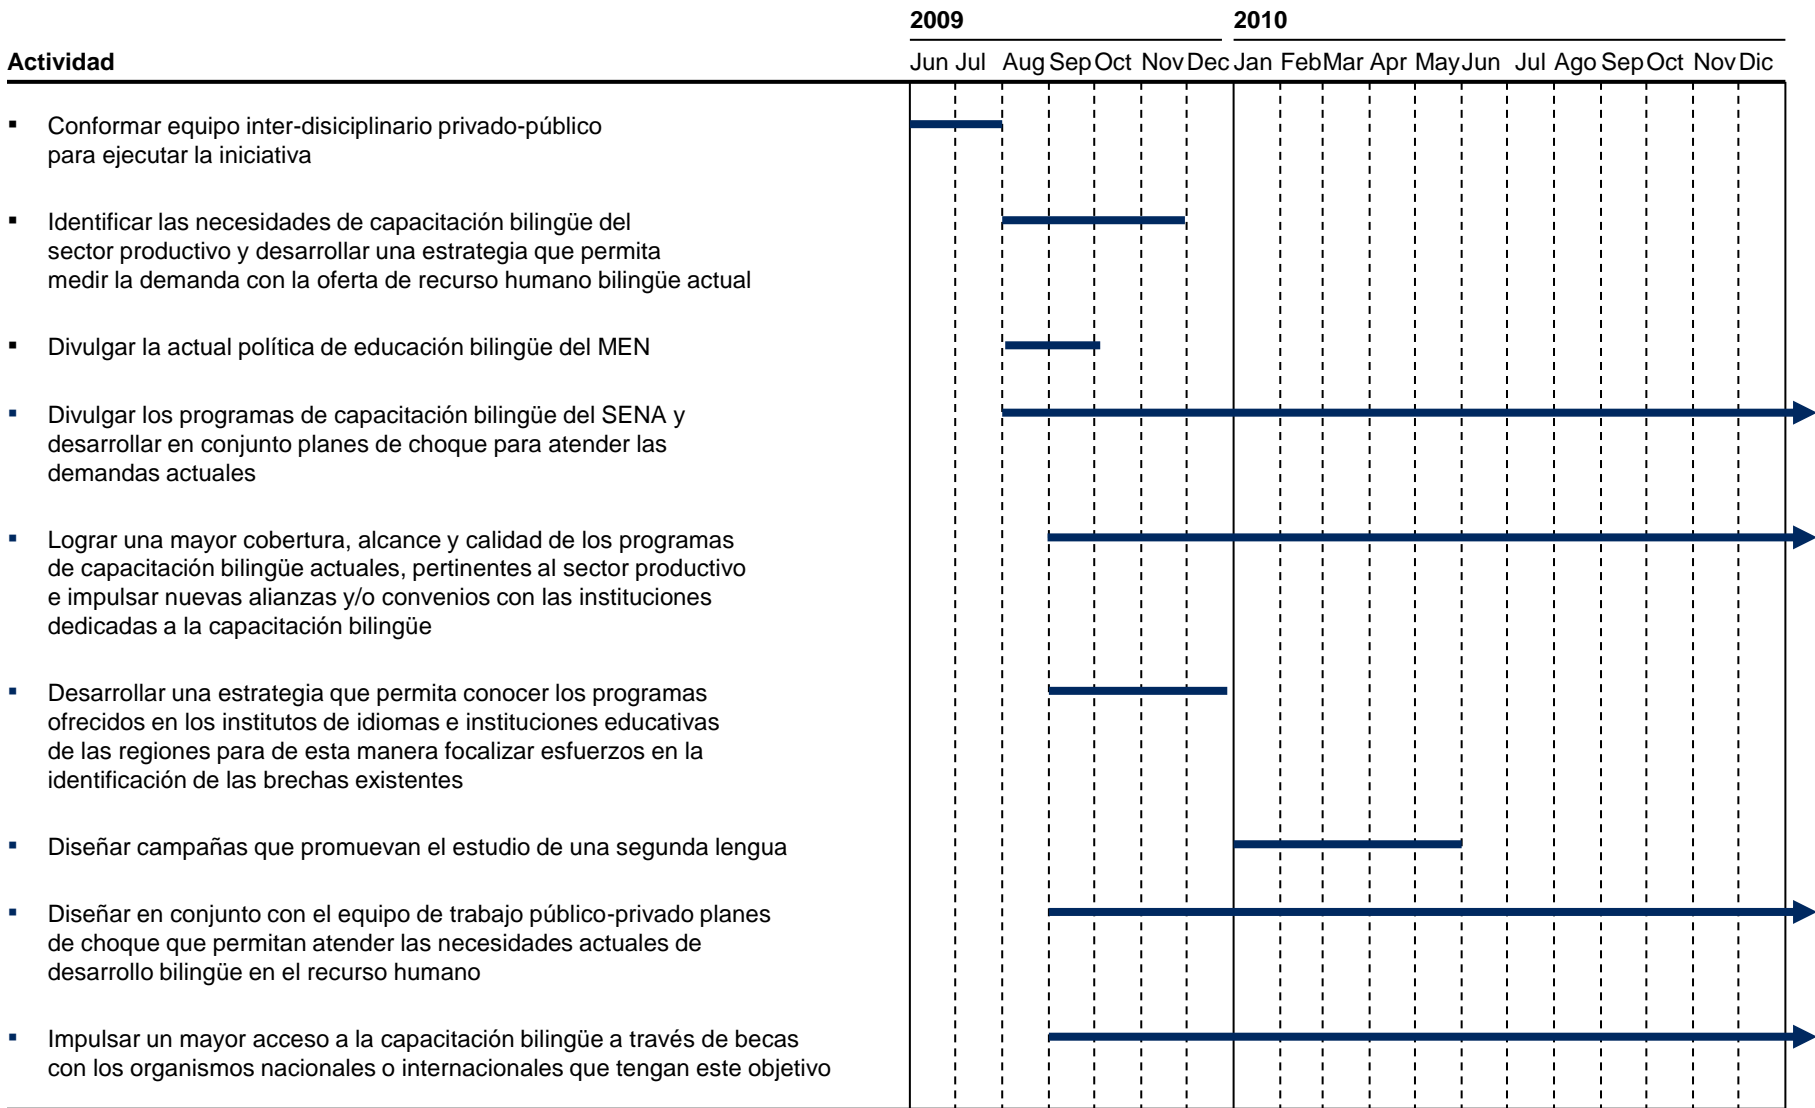 2009 2010
Actividad Jun Jul Aug Sep Oct Nov Dec Jan Feb Mar Apr May Jun Jul Ago Sep Oct Nov Dic
▪ Conformar equipo inter-disiciplinario privado-público
para ejecutar la iniciativa
▪ Identificar las necesidades de capacitación bilingüe del
sector productivo y desarrollar una estrategia que permita
medir la demanda con la oferta de recurso humano bilingüe actual
▪ Divulgar la actual política de educación bilingüe del MEN
▪ Divulgar los programas de capacitación bilingüe del SENA y
desarrollar en conjunto planes de choque para atender las
demandas actuales
▪ Lograr una mayor cobertura, alcance y calidad de los programas
de capacitación bilingüe actuales, pertinentes al sector productivo
e impulsar nuevas alianzas y/o convenios con las instituciones
dedicadas a la capacitación bilingüe
▪ Desarrollar una estrategia que permita conocer los programas
ofrecidos en los institutos de idiomas e instituciones educativas
de las regiones para de esta manera focalizar esfuerzos en la
identificación de las brechas existentes
▪ Diseñar campañas que promuevan el estudio de una segunda lengua
▪ Diseñar en conjunto con el equipo de trabajo público-privado planes
de choque que permitan atender las necesidades actuales de
desarrollo bilingüe en el recurso humano
▪ Impulsar un mayor acceso a la capacitación bilingüe a través de becas
con los organismos nacionales o internacionales que tengan este objetivo